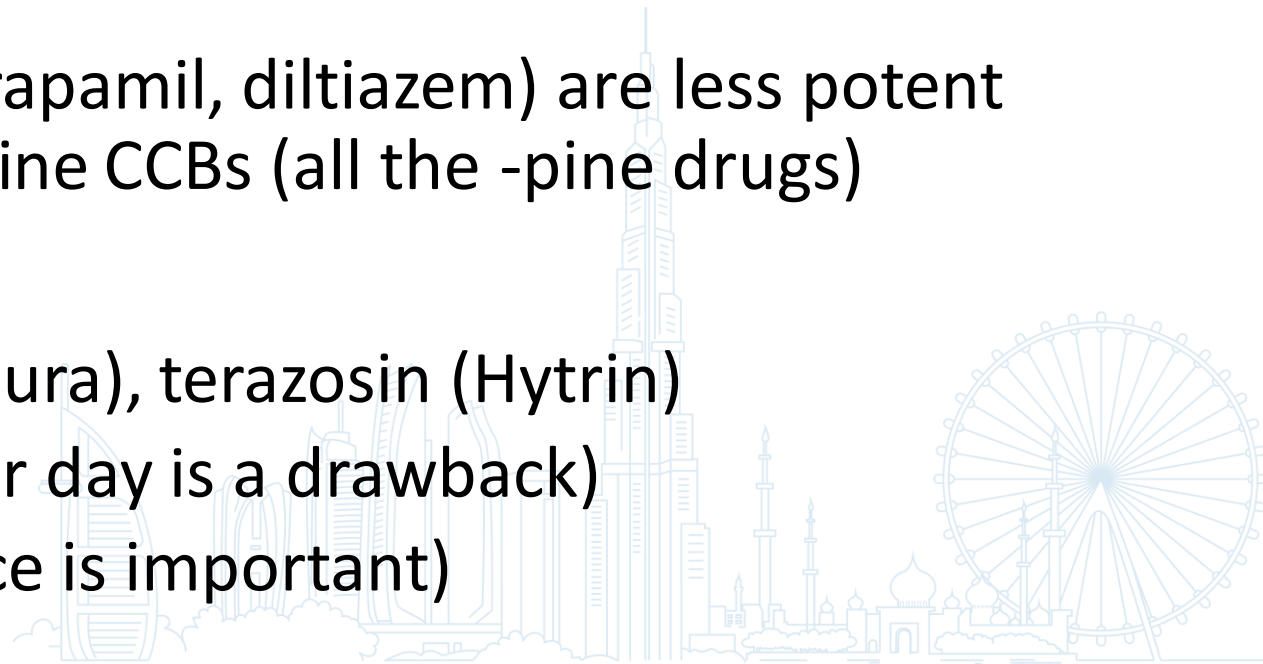 rapamil, diltiazem) are less potent
ine CCBs (all the -pine drugs)
ura), terazosin (Hytrin)
r day is a drawback)
ce is important)